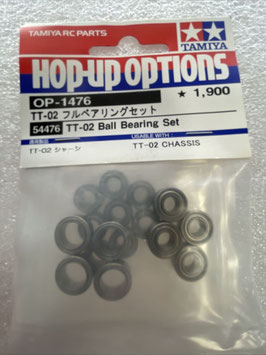 TAMIYA RC PARTS
TAMIYA
HOP-UP OPTIONS
OP-1476
★ 1,900
TT-02 フルベアリングセット
54476 TT-02 Ball Bearing Set
USABLE WITH
TT-02 シャーシ
TT-02 CHASSIS